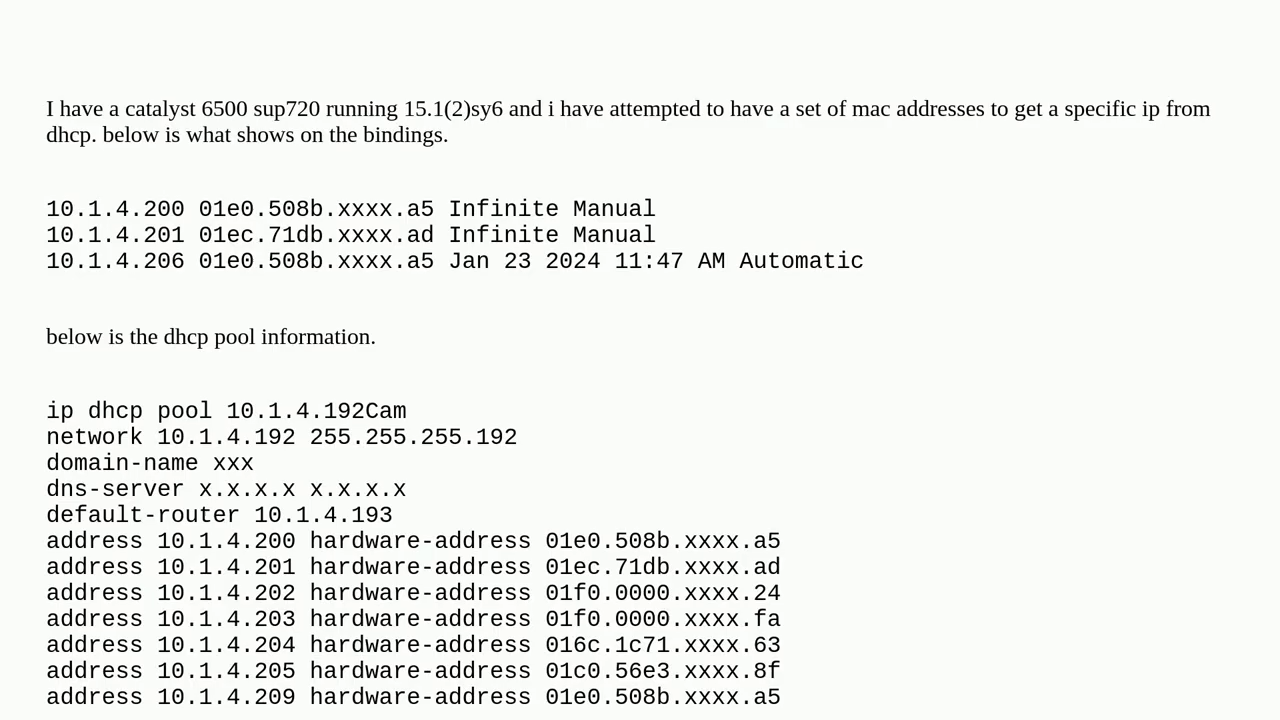 I have a catalyst 6500 sup720 running 15.1(2)sy6 and i have attempted to have a set of mac addresses to get a specific ip from
dhcp. below is what shows on the bindings.
10.1.4.200 01e0.508b.xxxx.a5 Infinite Manual
10.1.4.201 01ec.71db.xxxx.ad Infinite Manual
10.1.4.206 01e0.508b.xxxx.a5 Jan 23 2024 11:47 AM Automatic
below is the dhcp pool information.
ip dhcp pool 10.1.4.192Cam
network 10.1.4.192 255.255.255.192
domain-name xxx
dns-server x.x.x.x x.x.x.x
default-router 10.1.4.193
address 10.1.4.200 hardware-address 01e0.508b.xxxx.a5
address 10.1.4.201 hardware-address 01ec.71db.xxxx.ad
address 10.1.4.202 hardware-address 01f0.0000.xxxx.24
address 10.1.4.203 hardware-address 01f0.0000.xxxx.fa
address 10.1.4.204 hardware-address 016c.1c71.xxxx.63
address 10.1.4.205 hardware-address 01c0.56e3.xxxx.8f
address 10.1.4.209 hardware-address 01e0.508b.xxxx.a5